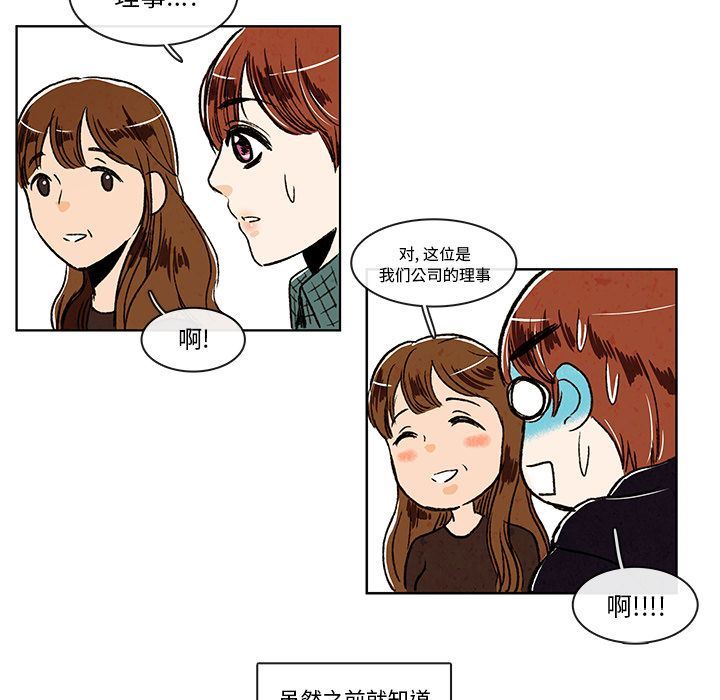 理事...?
啊!
对, 这位是
我们公司的理事
啊!!!!
虽然之前就知道